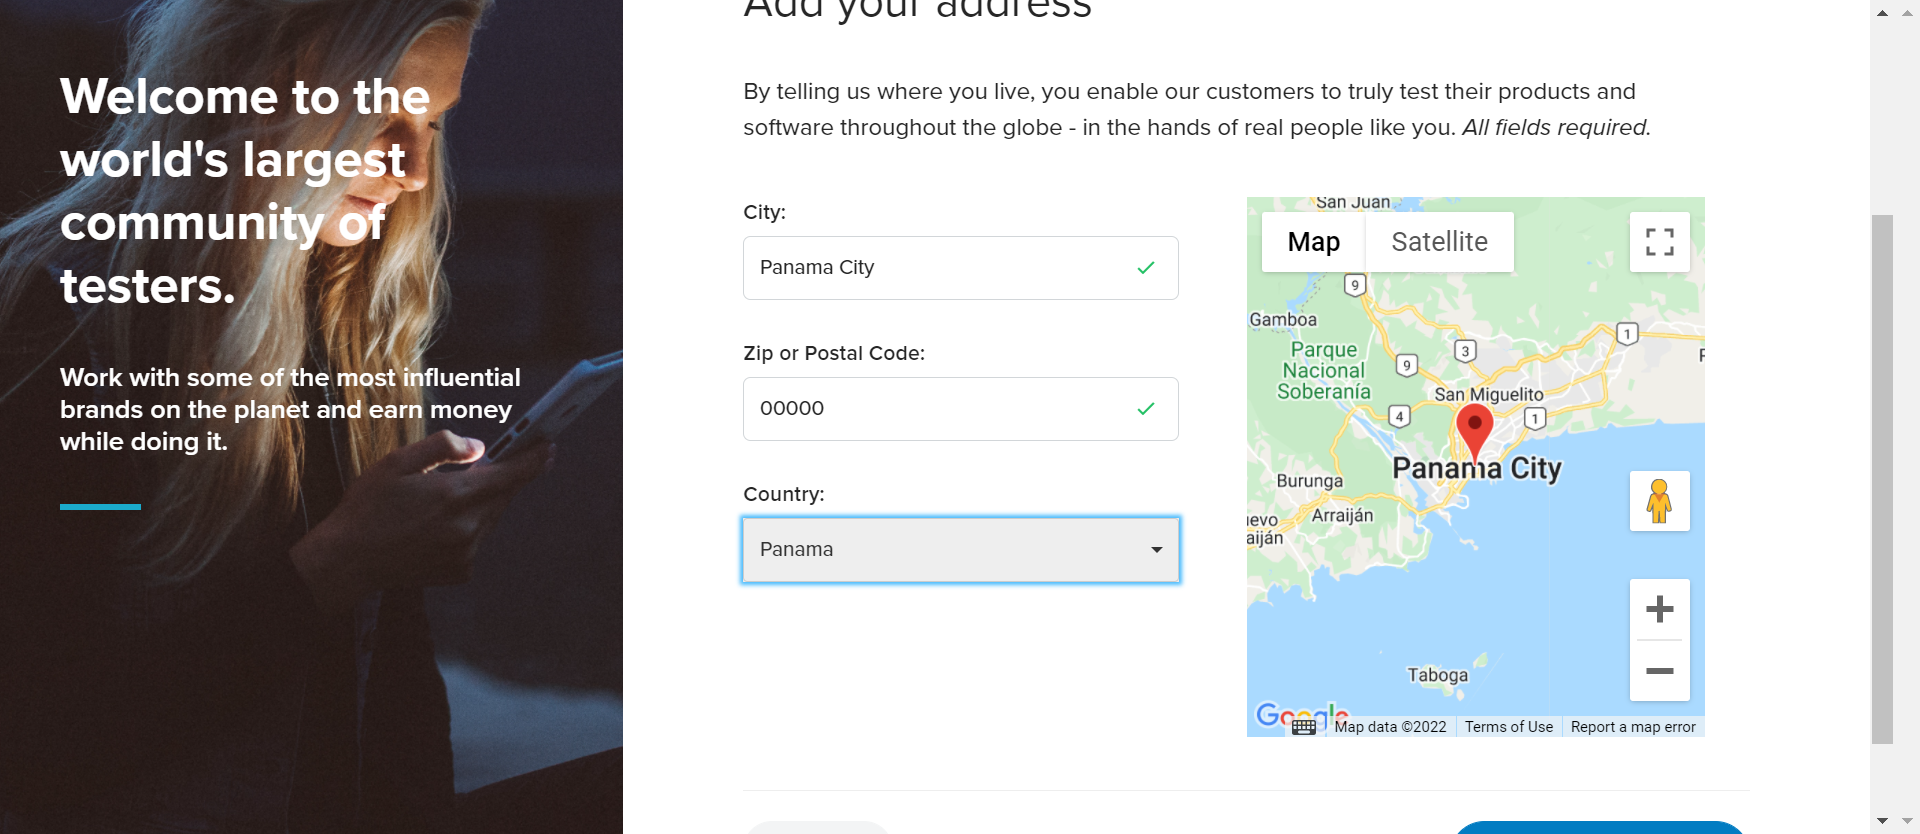 Add your address
Welcome to the
world's largest
community of
testers.
Work with some of the most influential
brands on the planet and earn money
while doing it.
By telling us where you live, you enable our customers to truly test their products and
software throughout the globe - in the hands of real people like you. All fields required.
City:
Panama City
Zip or Postal Code:
00000
Country:
Panama
San Juan
Map
Satellite
9
Gamboa
1
Parque
Nacional
Soberanía
3
9
San Miguelito
4
1
Panama City
Burunga
Arraiján
uevo
aiján
Taboga
Google
Map data ©2022
Terms of Use
Report a map error